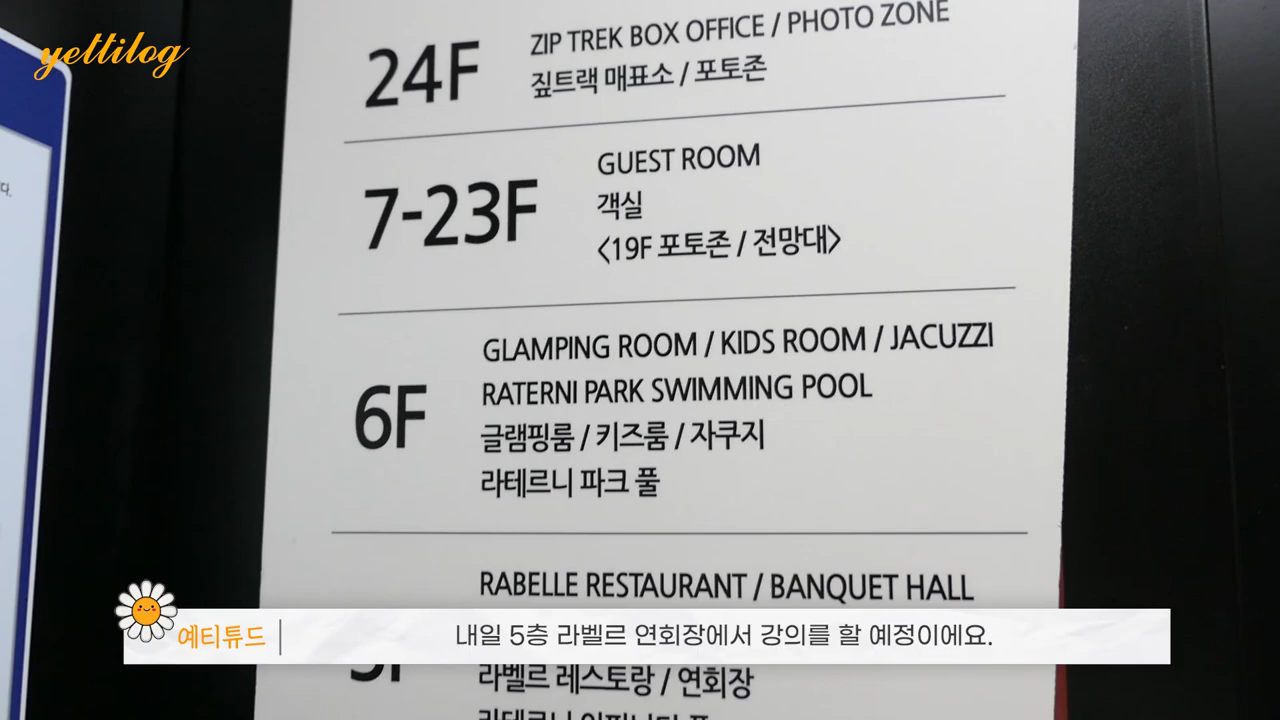 yettilog
다.
24F
ZIP TREK BOX OFFICE / PHOTO ZONE
짚트랙 매표소 / 포토존
7-23F
GUEST ROOM
객실
<19F 포토존 / 전망대>
6F
GLAMPING ROOM / KIDS ROOM / JACUZZI
RATERNI PARK SWIMMING POOL
글램핑룸 / 키즈룸 / 자쿠지
라테르니 파크 풀
RABELLE RESTAURANT / BANQUET HALL
예티튜드
내일 5층 라벨르 연회장에서 강의를 할 예정이에요.
라벨르 레스토랑 / 연회장